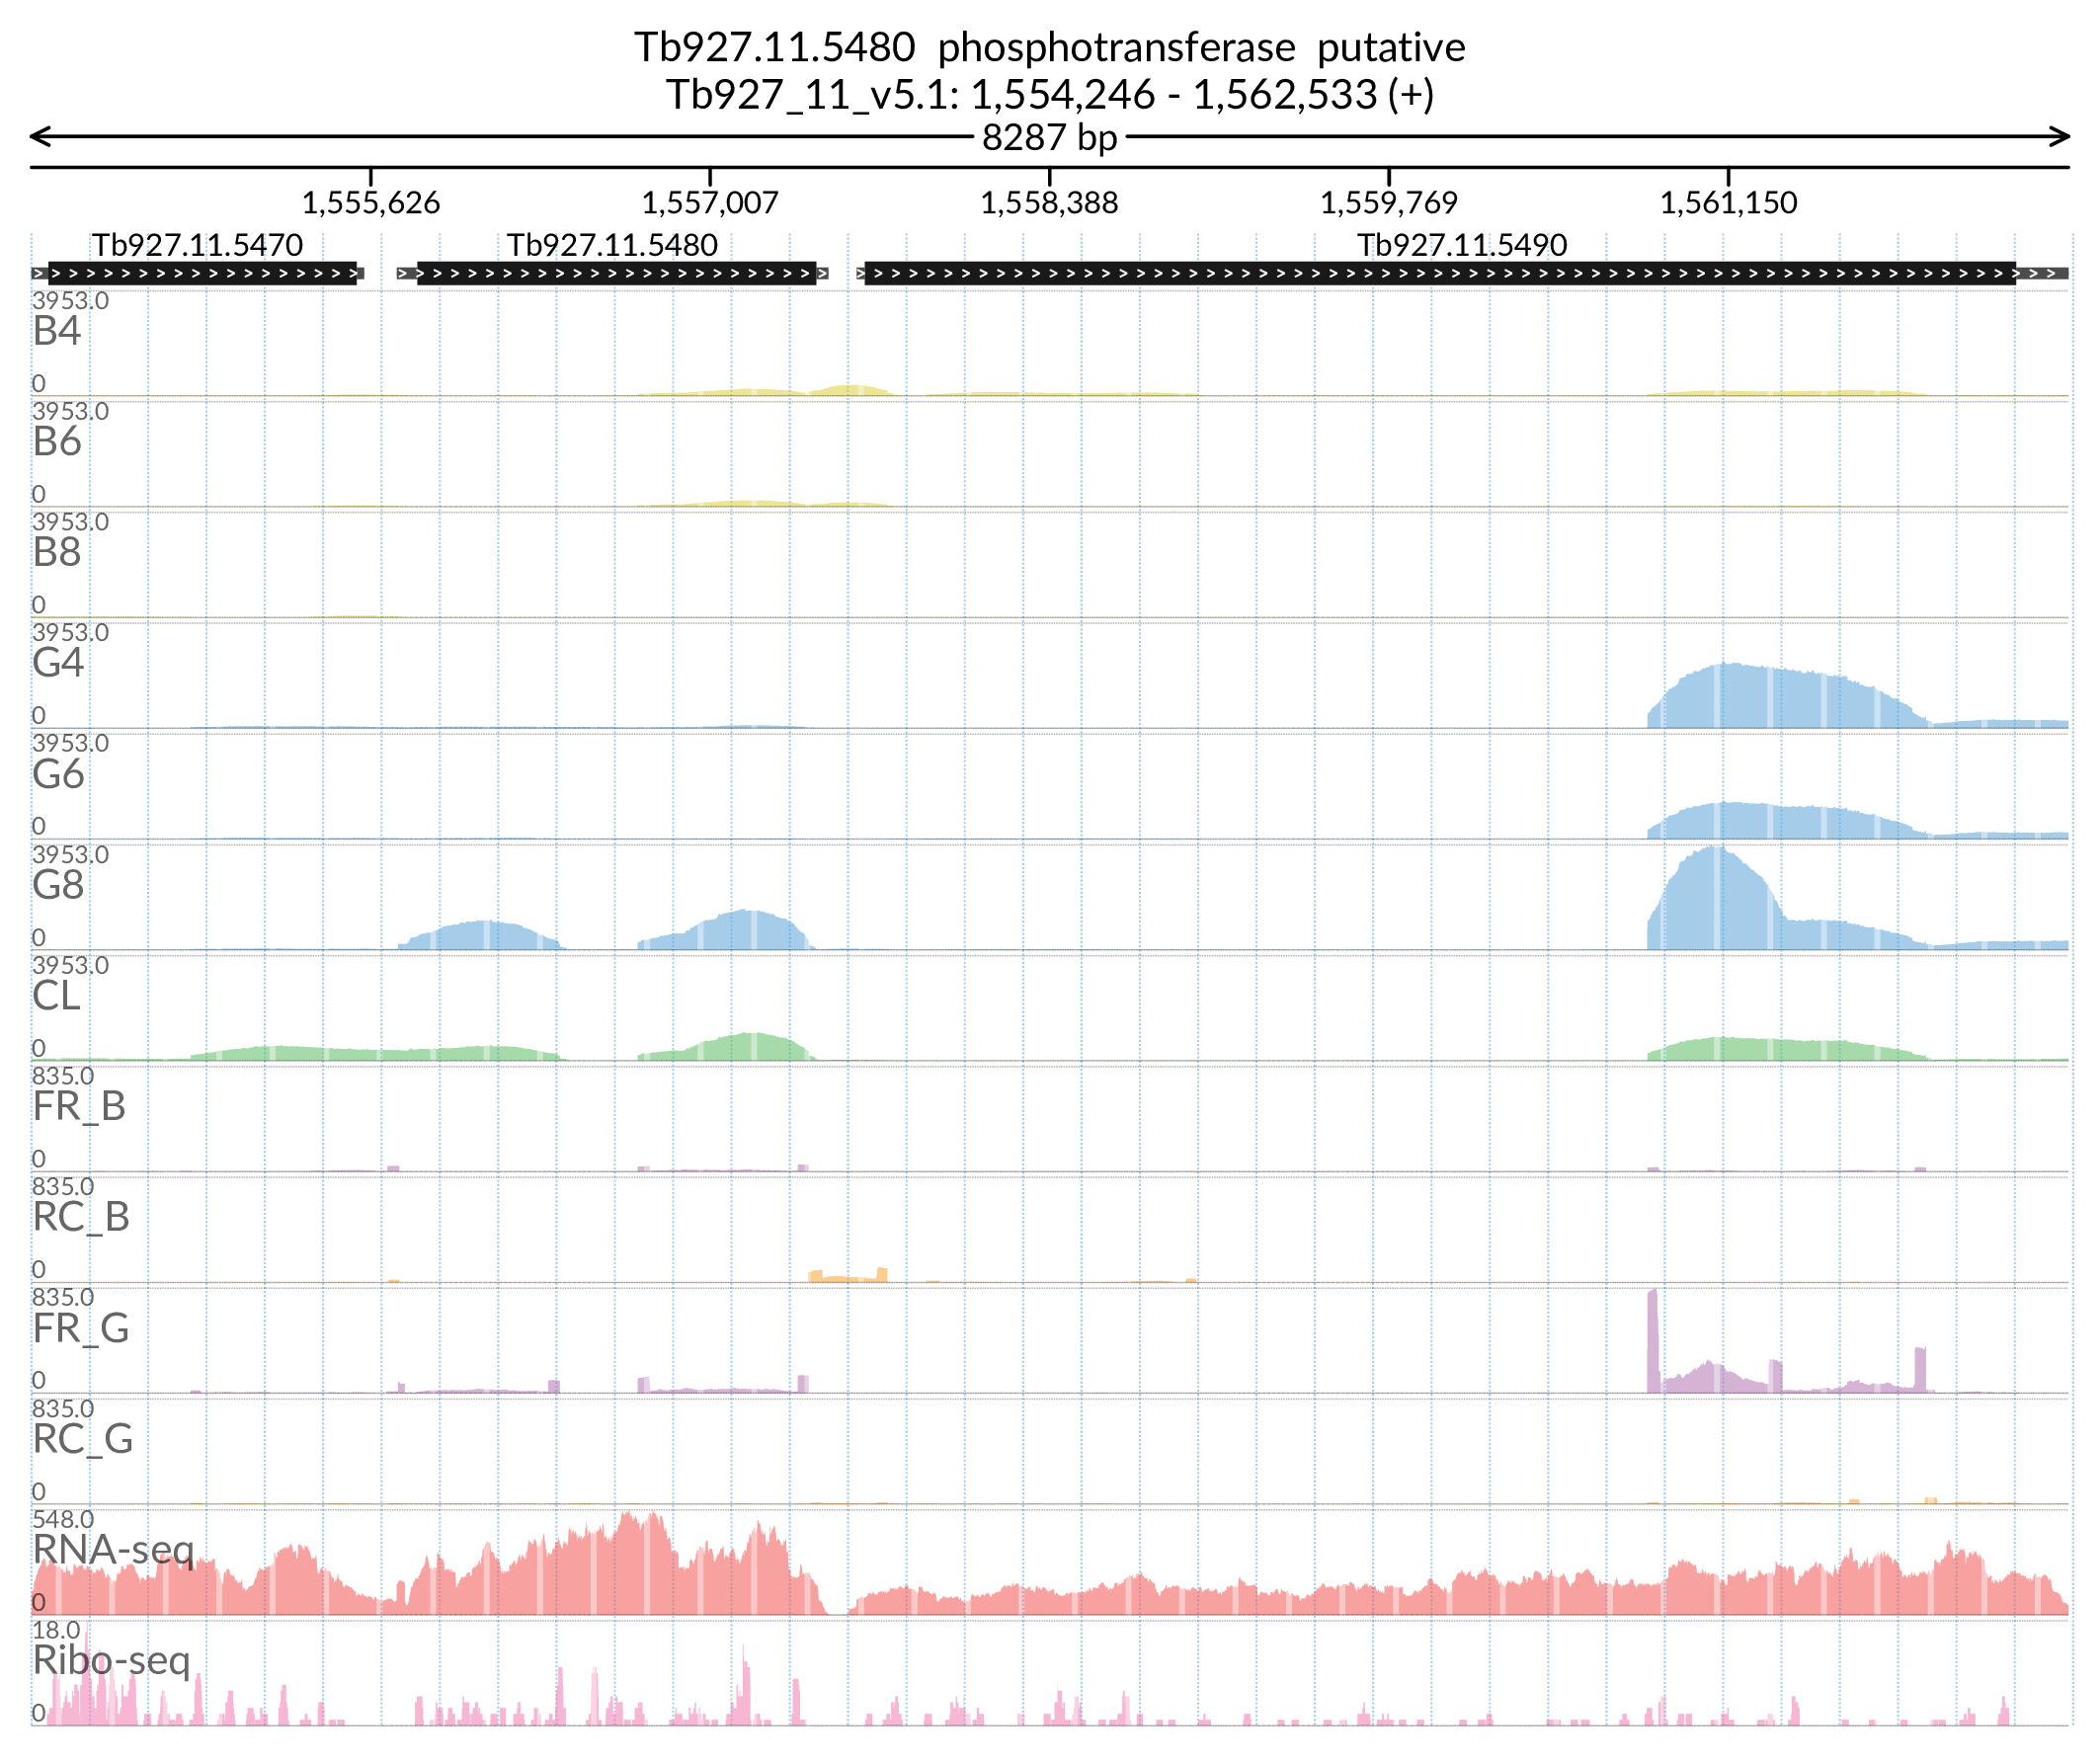 Tb927.11.5480 phosphotransferase putative
Tb927_11_v5.1: 1,554,246 - 1,562,533 (+)
8287 bp
1,555,626 1,557,007 1,558,388 1,559,769 1,561,150
Tb927.11.5470 Tb927.11.5480 Tb927.11.5490
3953.0
B4
0
3953.0
B6
0
3953.0
B8
0
3953.0
G4
0
3953.0
G6
0
3953.0
G8
0
3953.0
CL
0
835.0
FR_B
0
835.0
RC_B
0
835.0
FR_G
0
835.0
RC_G
0
548.0
RNA-seq
0
18.0
Ribo-seq
0